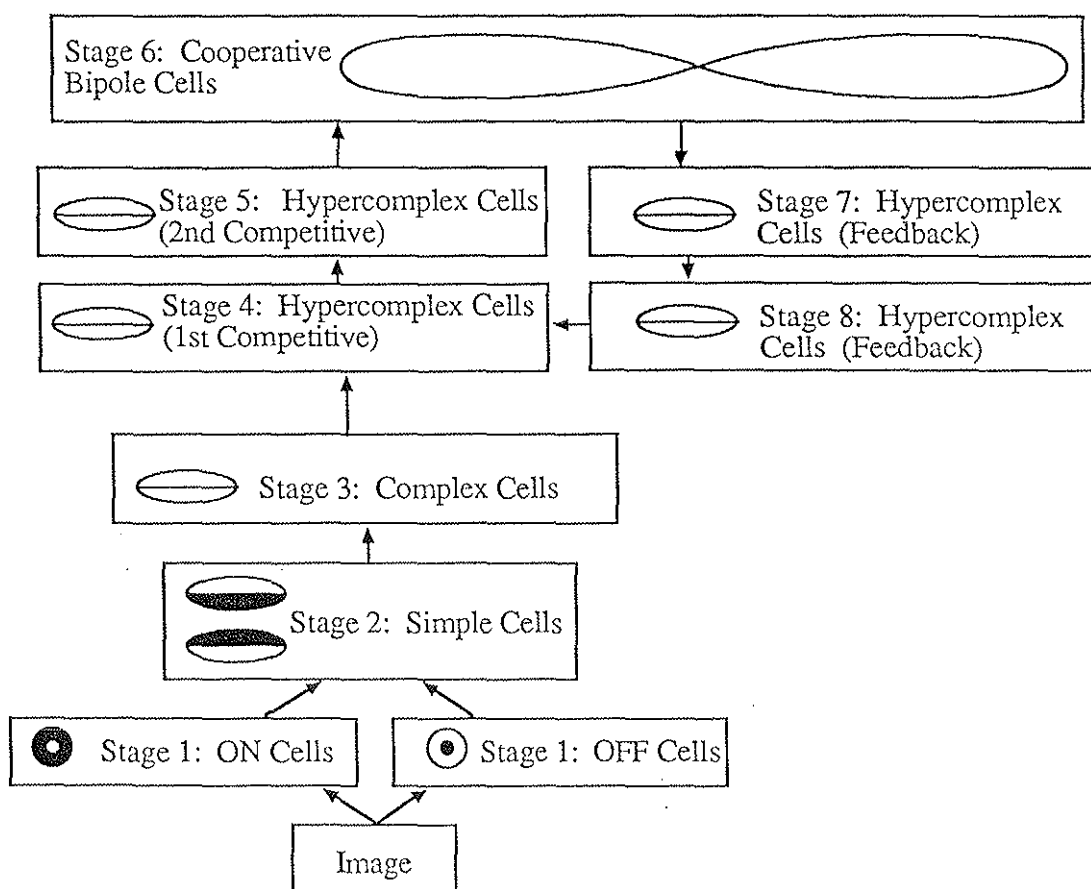 Stage 6: Cooperative
Bipole Cells
Stage 5: Hypercomplex Cells
(2nd Competitive)
Stage 7: Hypercomplex
Cells (Feedback)
Stage 4: Hypercomplex Cells
(1st Competitive)
Stage 8: Hypercomplex
Cells (Feedback)
Stage 3: Complex Cells
Stage 2: Simple Cells
Stage 1: ON Cells
Stage 1: OFF Cells
Image